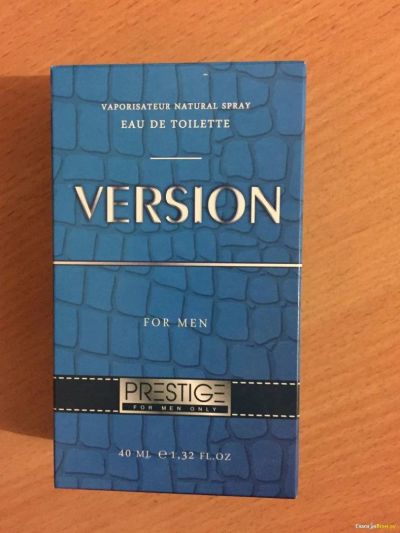 VAPORISATEUR NATURAL SPRAY
EAU DE TOILETTE
VERSION
FOR MEN
PRESTIGE
FOR MEN ONLY
40 ML e 1,32 FL.OZ